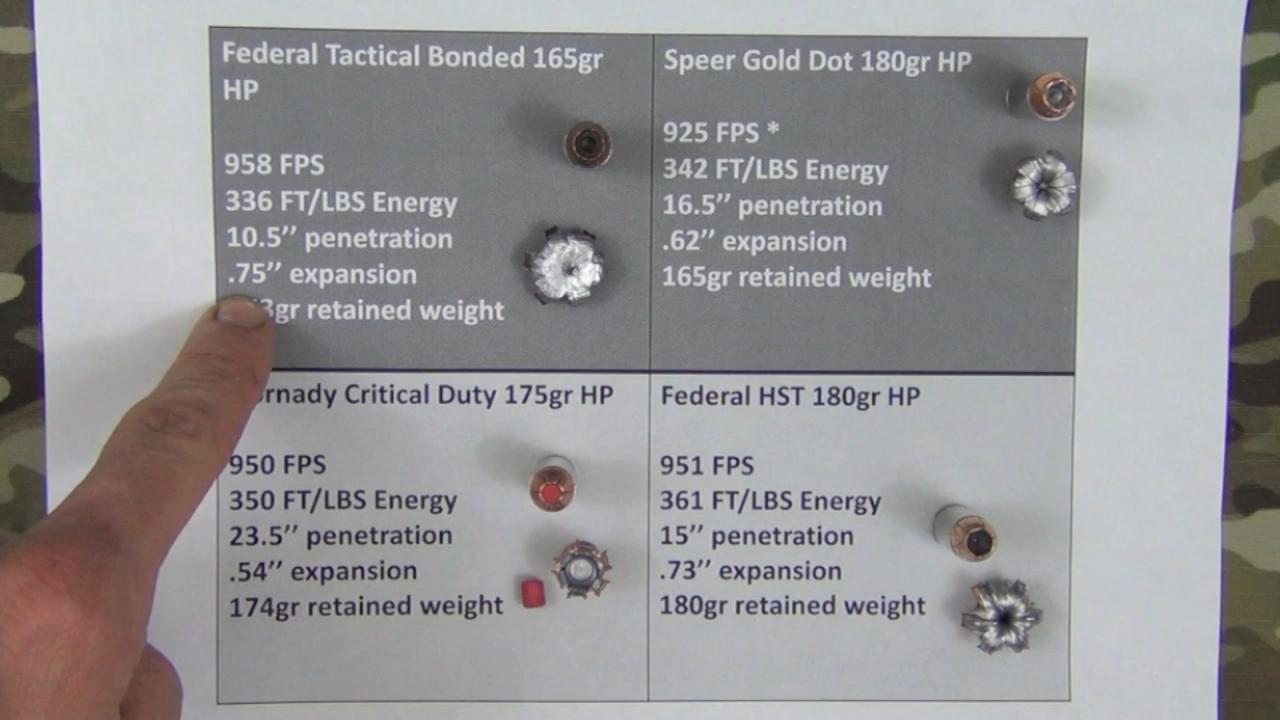 Federal Tactical Bonded 165gr
HP
958 FPS
336 FT/LBS Energy
10.5’’ penetration
.75’’ expansion
retained weight
Speer Gold Dot 180gr HP
925 FPS *
342 FT/LBS Energy
16.5’’ penetration
.62’’ expansion
165gr retained weight
Critical Duty 175gr HP
950 FPS
350 FT/LBS Energy
23.5’’ penetration
.54’’ expansion
174gr retained weight
Federal HST 180gr HP
951 FPS
361 FT/LBS Energy
15’’ penetration
.73’’ expansion
180gr retained weight